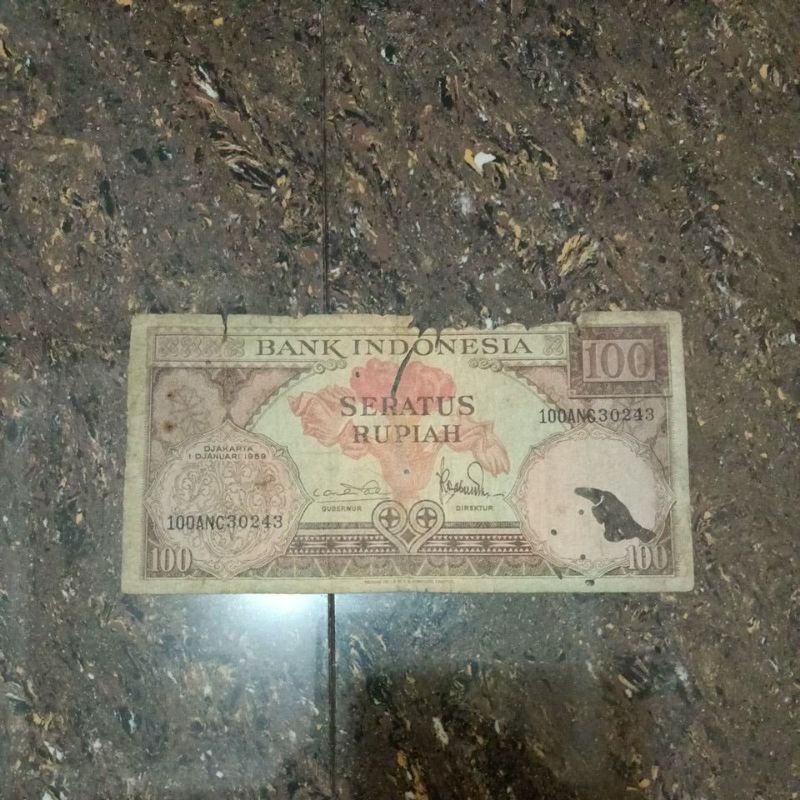 BANK INDONESIA
100
SERATUS
RUPIAH
100ANC30243
DJAKARTA
1 DJANUARI 1959
GUBERNUR
DIREKTUR
100ANC30243
100
100